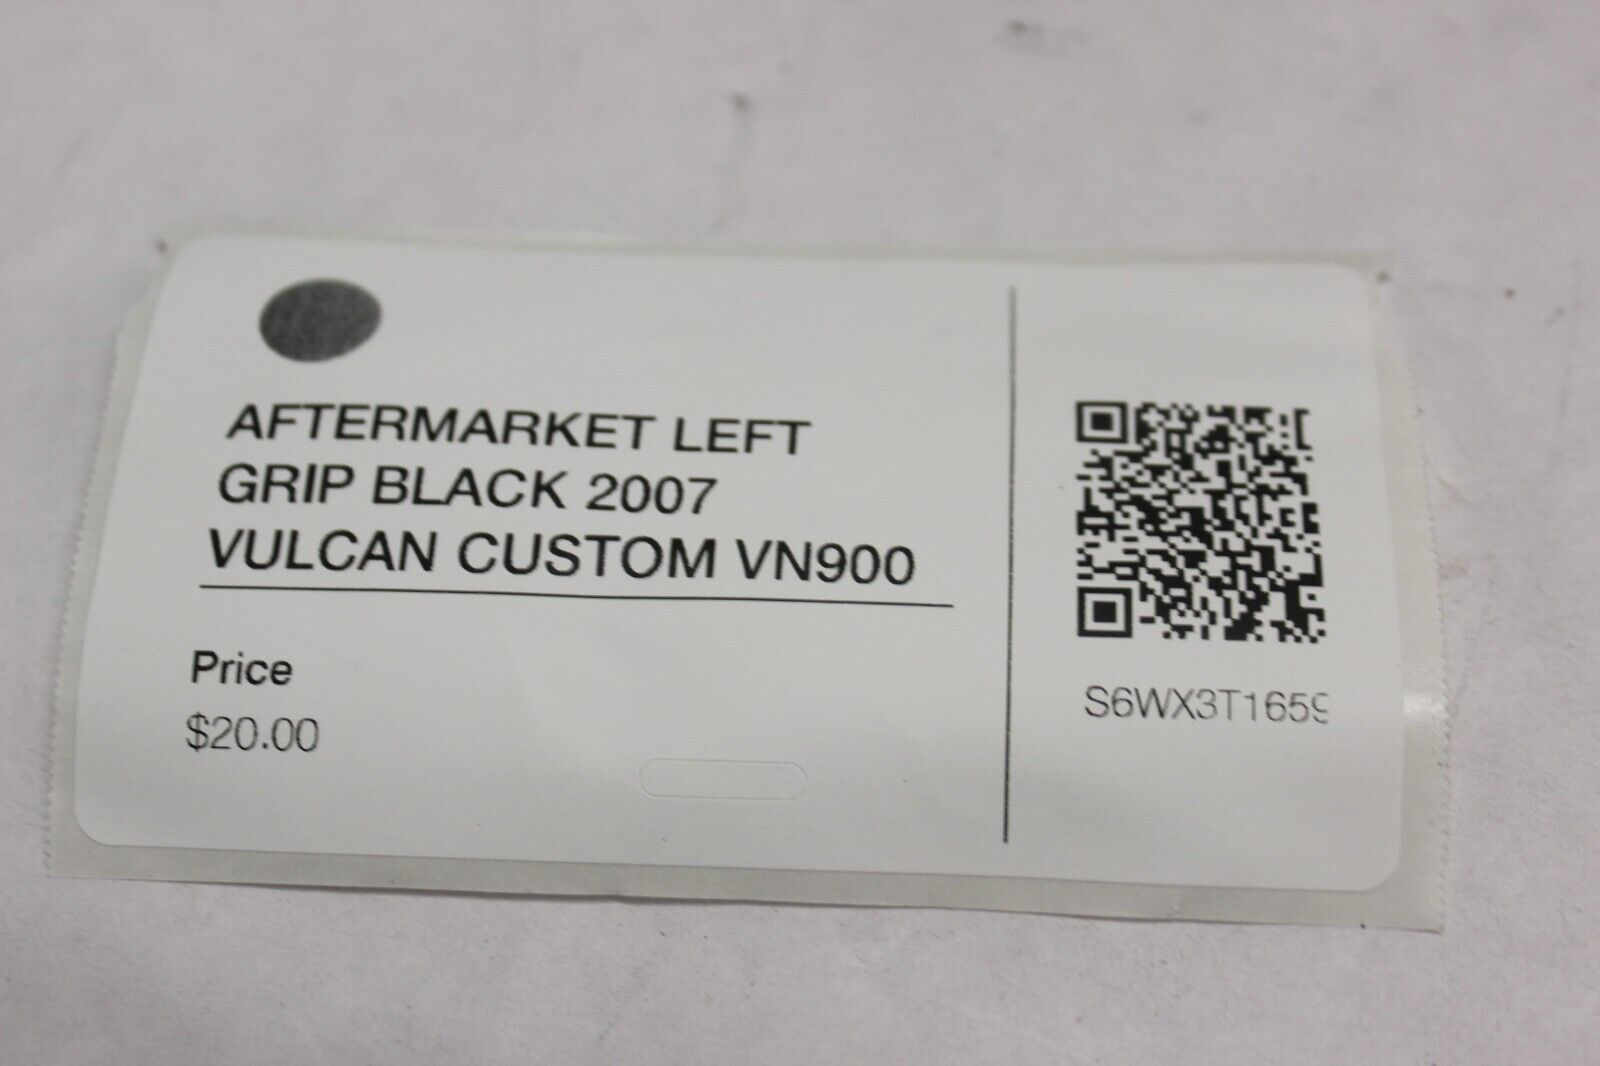 AFTERMARKET LEFT
GRIP BLACK 2007
VULCAN CUSTOM VN900
Price
$20.00
S6WX3T1659